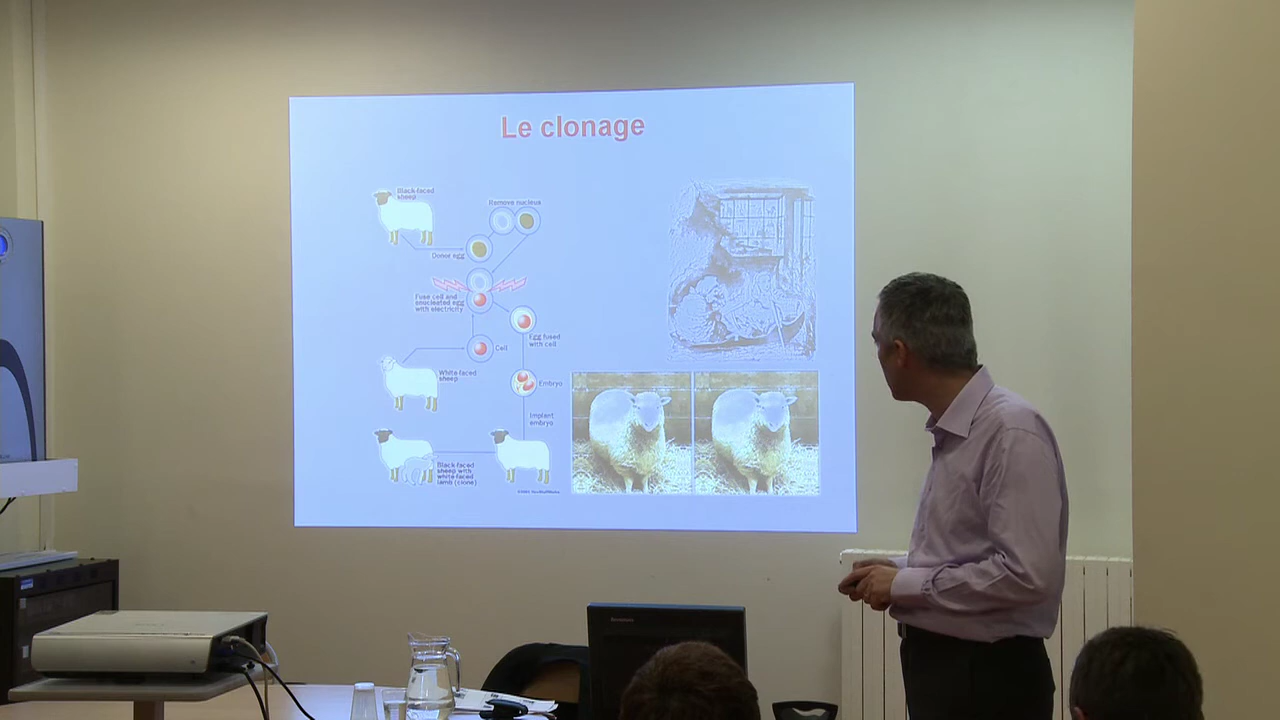 Le clonage
Black-faced
sheep
Remove nucleus
Donor egg
Fuse cell and
enucleated egg
with electricity
Egg fused
with cell
Cell
White-faced
sheep
Embryo
Implant
embryo
Black-faced
sheep with
white-faced
lamb (clone)